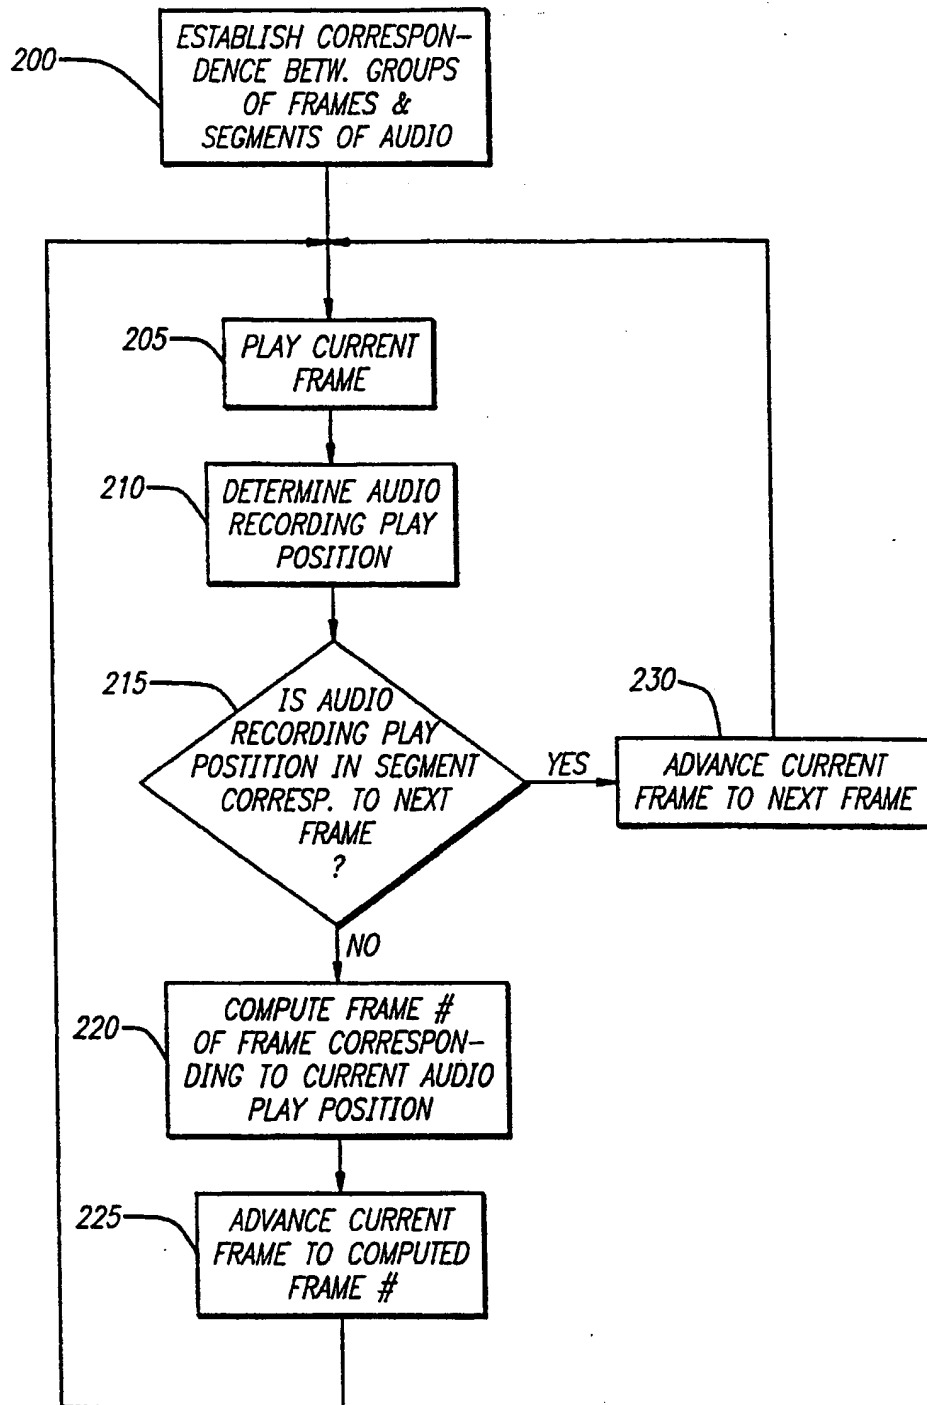 200
ESTABLISH CORRESPON-
DENCE BETW. GROUPS
OF FRAMES &
SEGMENTS OF AUDIO
205
PLAY CURRENT
FRAME
210
DETERMINE AUDIO
RECORDING PLAY
POSITION
215
IS AUDIO
RECORDING PLAY
POSTITION IN SEGMENT
CORRESP. TO NEXT
FRAME
?
YES
230
ADVANCE CURRENT
FRAME TO NEXT FRAME
NO
220
COMPUTE FRAME #
OF FRAME CORRESPON-
DING TO CURRENT AUDIO
PLAY POSITION
225
ADVANCE CURRENT
FRAME TO COMPUTED
FRAME #